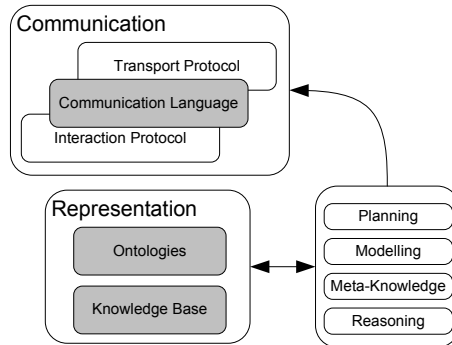 Communication
Transport Protocol
Communication Language
Interaction Protocol
Representation
Ontologies
Knowledge Base
Planning
Modelling
Meta-Knowledge
Reasoning